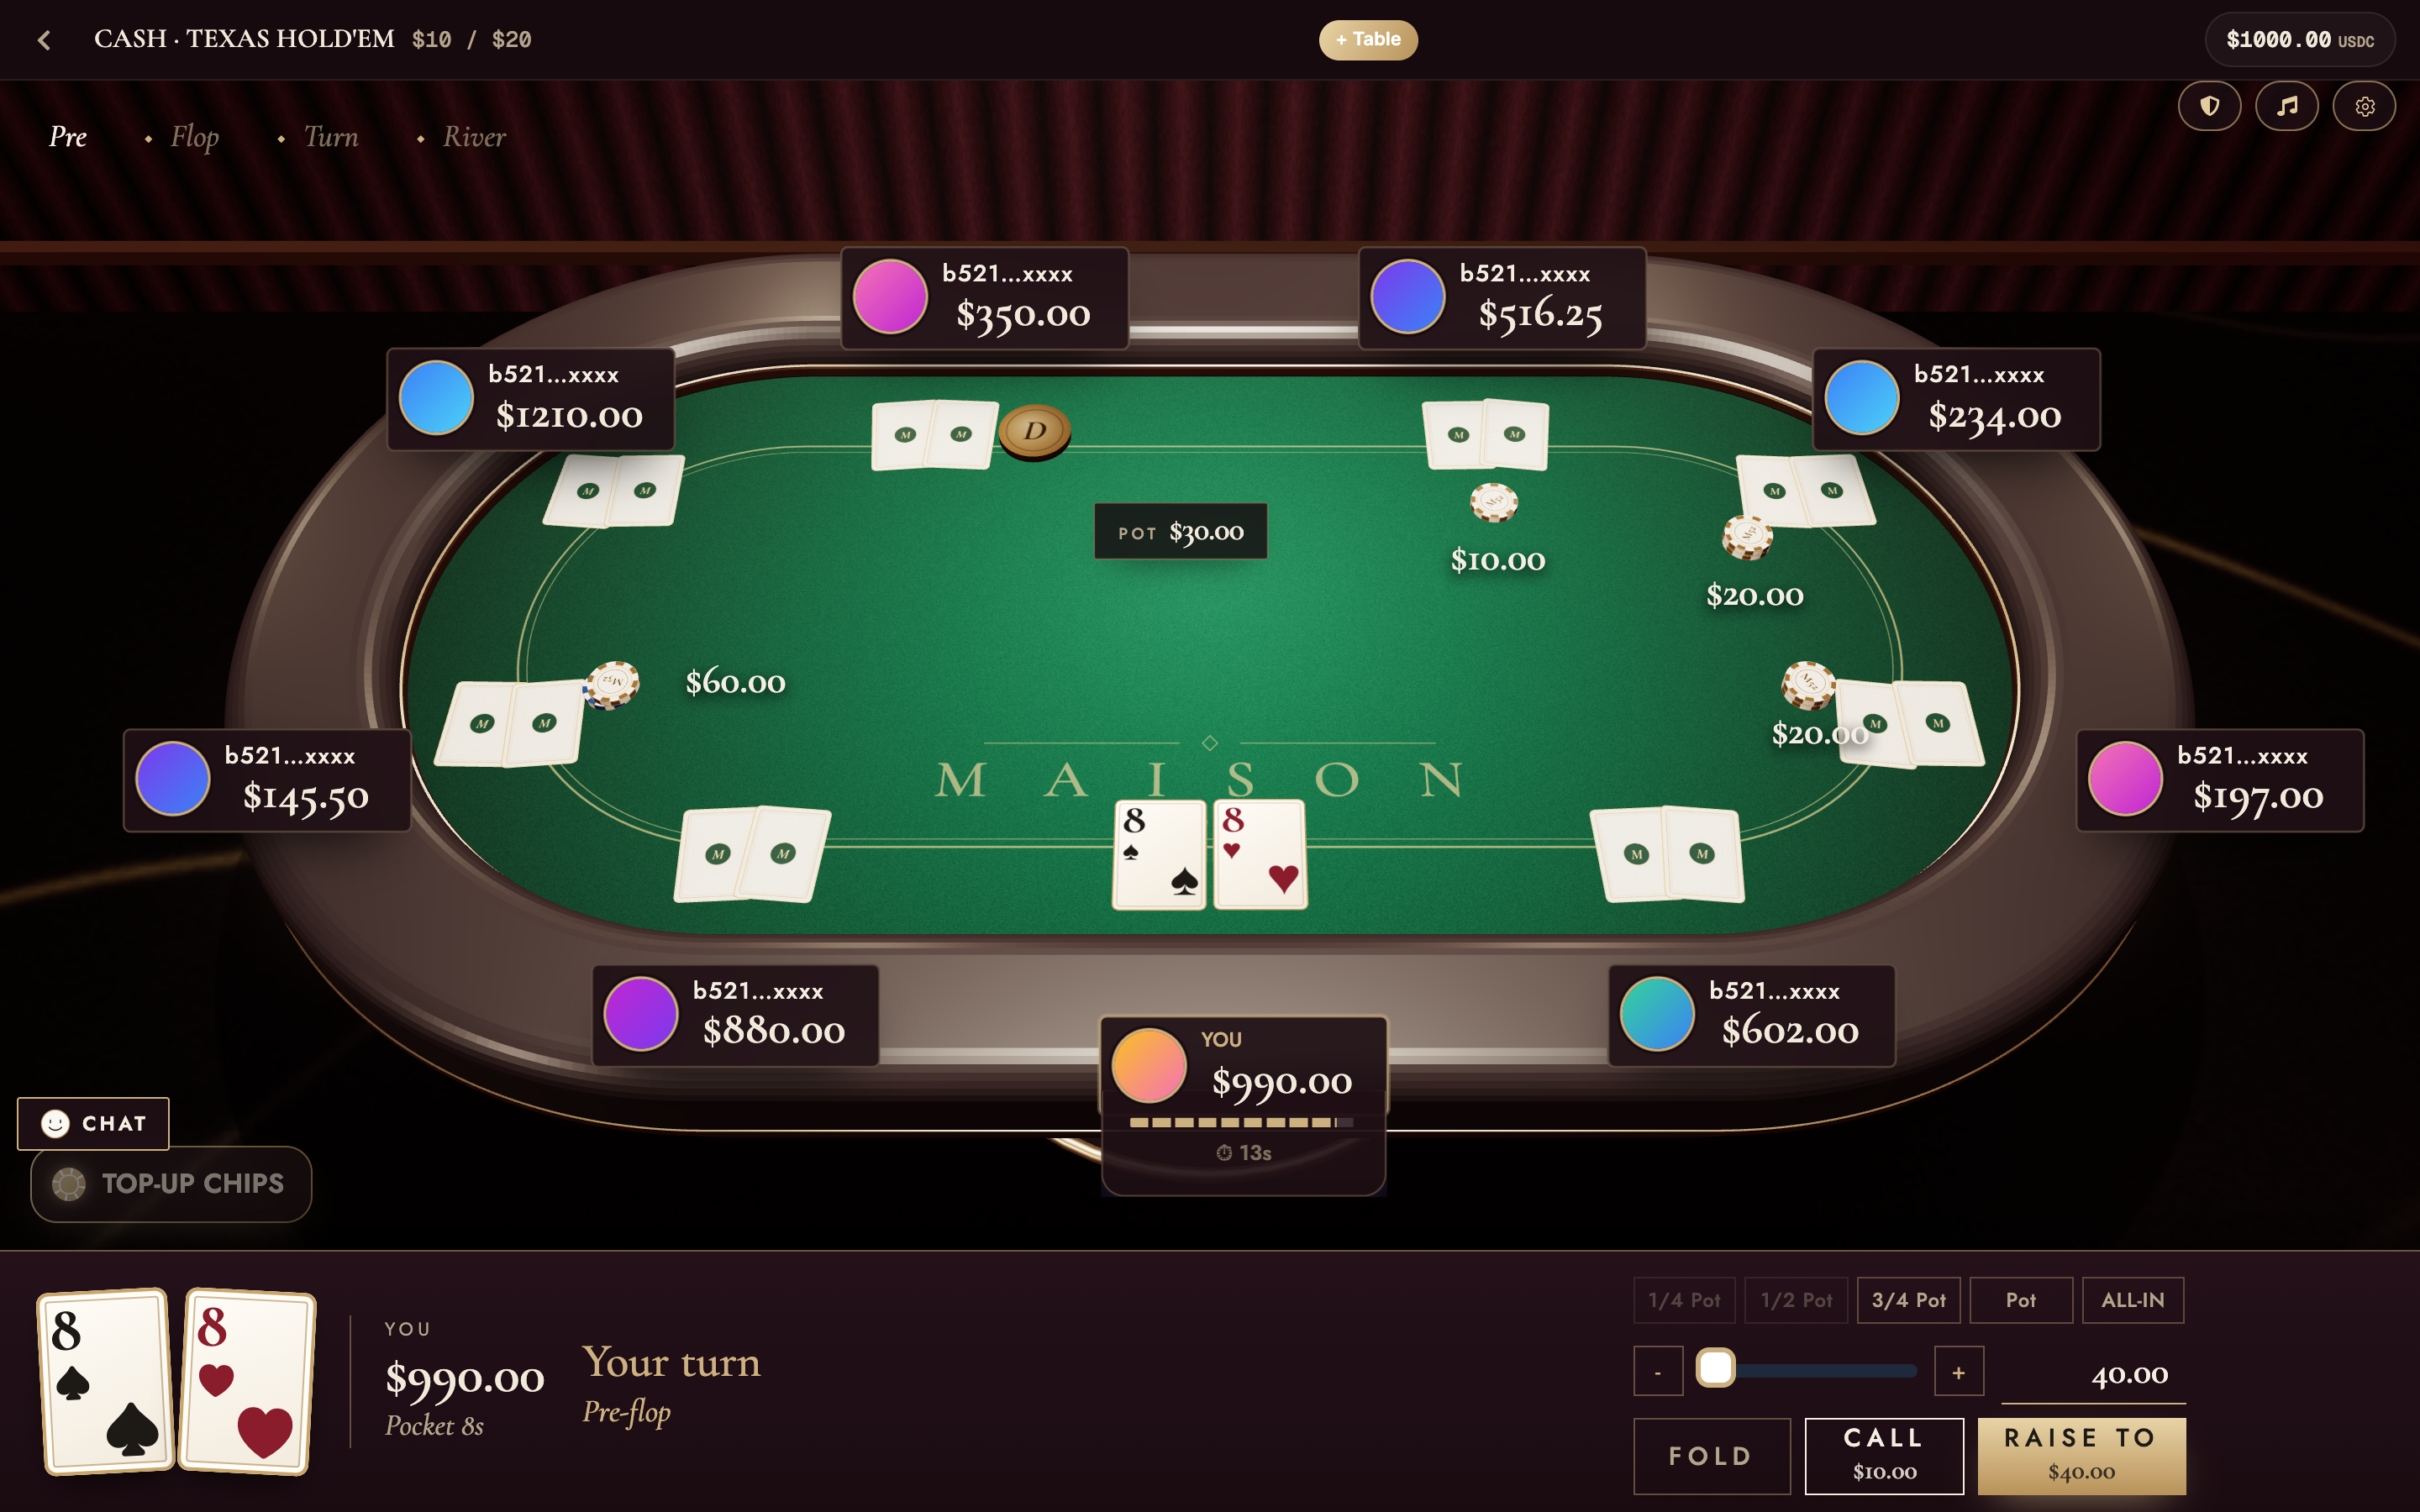 CASH · TEXAS HOLD'EM $10 / $20
+ Table
$1000.00 USDC
Pre
Flop
Turn
River
b521...xxxx
$350.00
b521...xxxx
$516.25
b521...xxxx
$1210.00
b521...xxxx
$234.00
M M
M M
D
M M
M M
POT $30.00
$10.00
$20.00
$60.00
$20.00
M M
M M
b521...xxxx
$145.50
b521...xxxx
$197.00
MAISON
8
8
M M
M M
b521...xxxx
$880.00
b521...xxxx
$602.00
YOU
$990.00
13s
CHAT
TOP-UP CHIPS
8
8
YOU
$990.00
Pocket 8s
Your turn
Pre-flop
1/4 Pot
1/2 Pot
3/4 Pot
Pot
ALL-IN
-
+
40.00
FOLD
CALL
$10.00
RAISE TO
$40.00